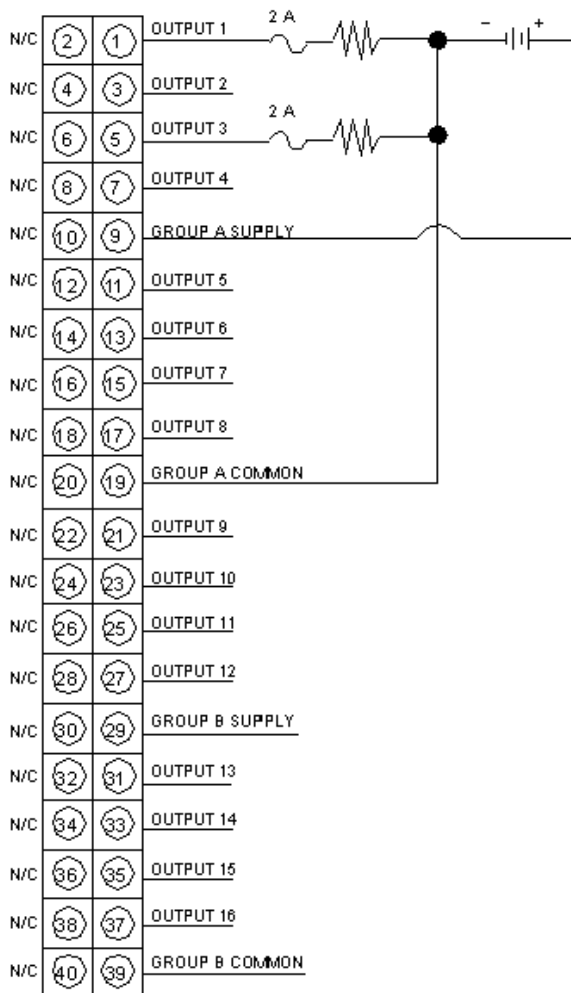 2 A
N/C 2 1 OUTPUT 1 - +
N/C 4 3 OUTPUT 2
2 A
N/C 6 5 OUTPUT 3
N/C 8 7 OUTPUT 4
N/C 10 9 GROUP A SUPPLY
N/C 12 11 OUTPUT 5
N/C 14 13 OUTPUT 6
N/C 16 15 OUTPUT 7
N/C 18 17 OUTPUT 8
N/C 20 19 GROUP A COMMON
N/C 22 21 OUTPUT 9
N/C 24 23 OUTPUT 10
N/C 26 25 OUTPUT 11
N/C 28 27 OUTPUT 12
N/C 30 29 GROUP B SUPPLY
N/C 32 31 OUTPUT 13
N/C 34 33 OUTPUT 14
N/C 36 35 OUTPUT 15
N/C 38 37 OUTPUT 16
N/C 40 39 GROUP B COMMON